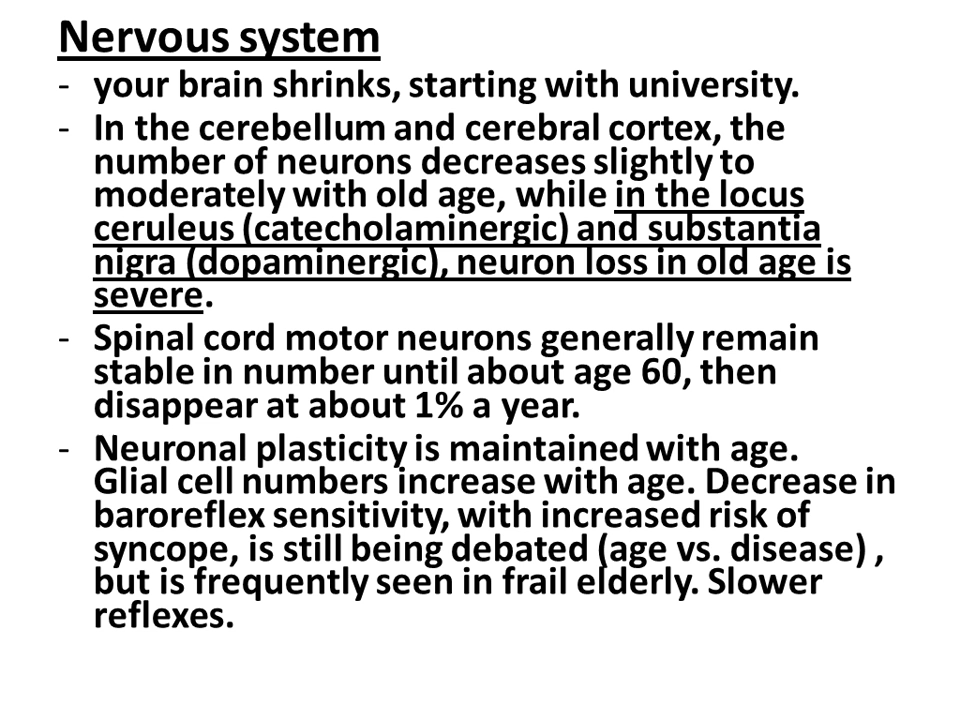 Nervous system
- your brain shrinks, starting with university.
- In the cerebellum and cerebral cortex, the
number of neurons decreases slightly to
moderately with old age, while in the locus
ceruleus (catecholaminergic) and substantia
nigra (dopaminergic), neuron loss in old age is
severe.
- Spinal cord motor neurons generally remain
stable in number until about age 60, then
disappear at about 1% a year.
- Neuronal plasticity is maintained with age.
Glial cell numbers increase with age. Decrease in
baroreflex sensitivity, with increased risk of
syncope, is still being debated (age vs. disease) ,
but is frequently seen in frail elderly. Slower
reflexes.